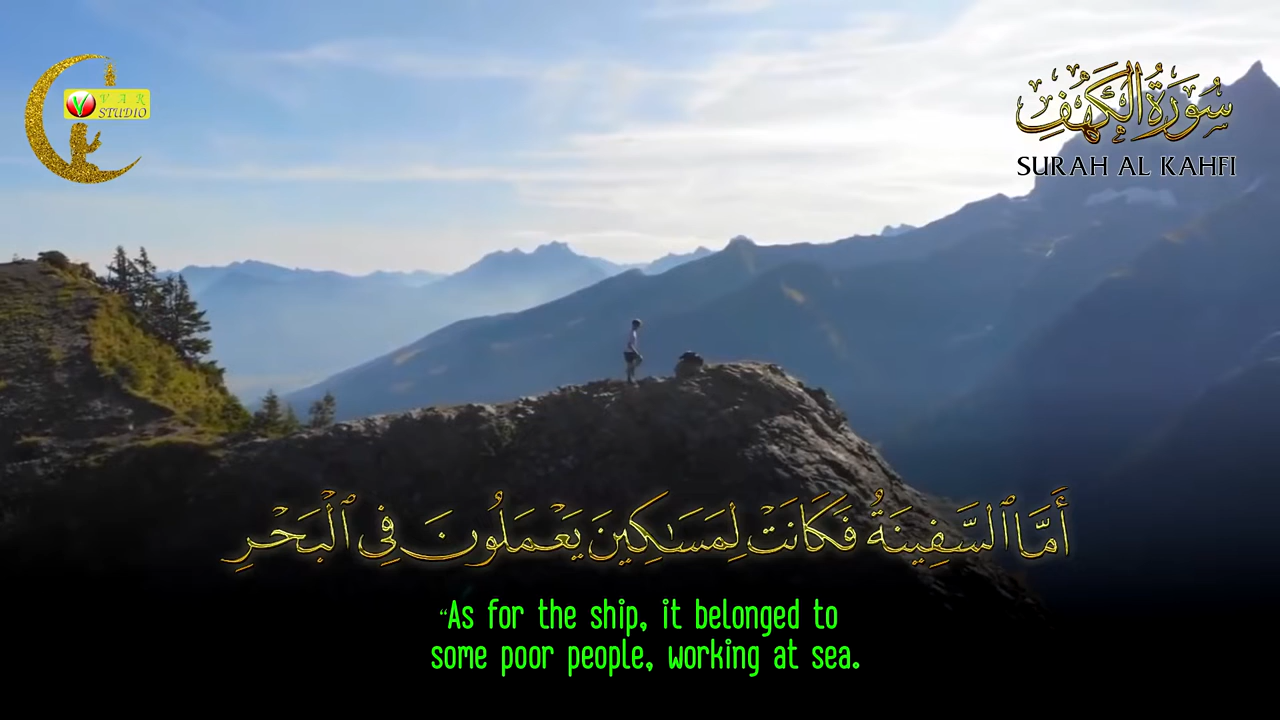 V A R
STUDIO
سُورَةُ الْكَهْفِ
SURAH AL KAHFI
أَمَّا ٱلسَّفِينَةُ فَكَانَتْ لِمَسَـٰكِينَ يَعْمَلُونَ فِى ٱلْبَحْرِ
“As for the ship, it belonged to
some poor people, working at sea.